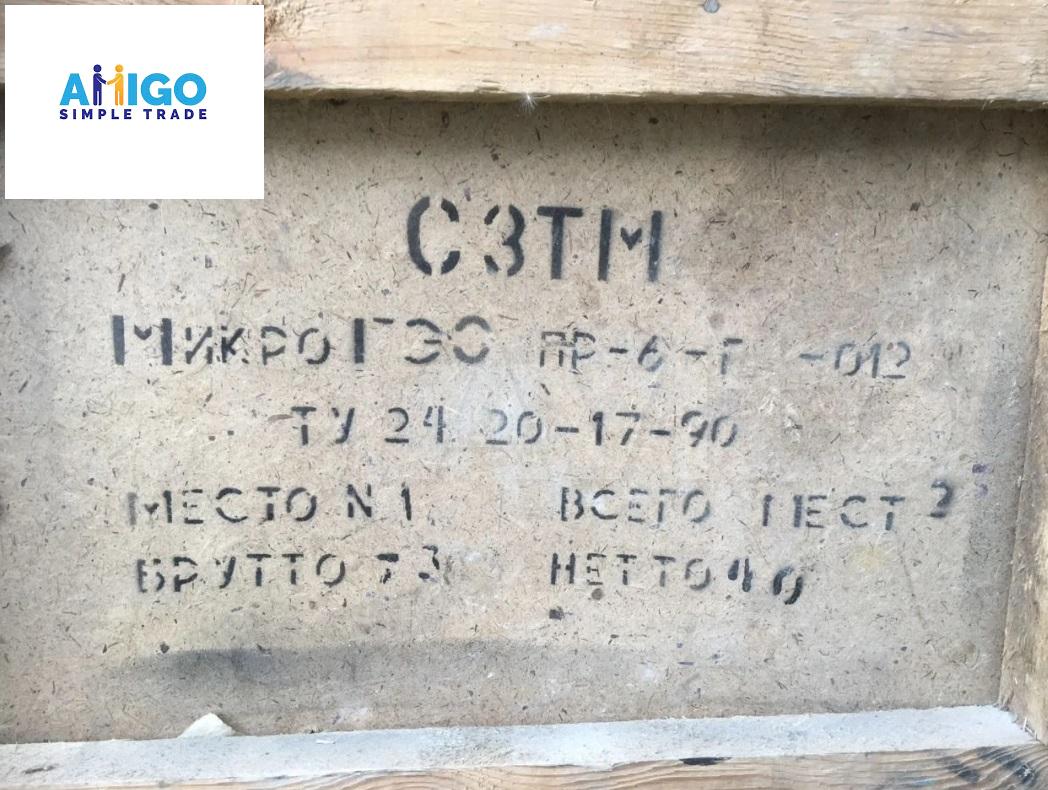 AMIGO
SIMPLE TRADE
СЗТМ
МИКРОГЭС ПР-6-Г -012
ТУ 24 20-17-90
МЕСТО N 1 ВСЕГО МЕСТ 2
БРУТТО 73 НЕТТО 40